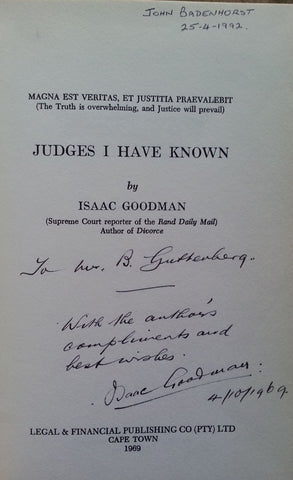 JOHN BADENHORST
25-4-1992.
MAGNA EST VERITAS, ET JUSTITIA PRAEVALEBIT
(The Truth is overwhelming, and Justice will prevail)
JUDGES I HAVE KNOWN
by
ISAAC GOODMAN
(Supreme Court reporter of the Rand Daily Mail)
Author of Divorce
To Mr. B. Guttenberg.
With the author's
compliments and
best wishes.
Isaac Goodman.
4/10/1969
LEGAL & FINANCIAL PUBLISHING CO (PTY) LTD
CAPE TOWN
1969